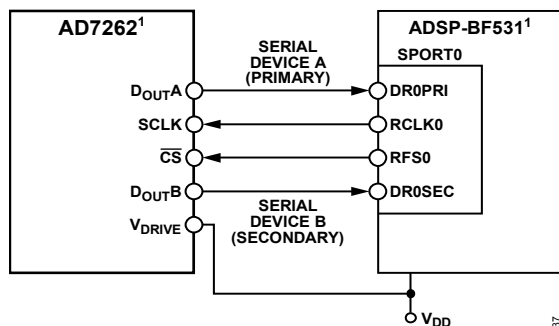 AD7262¹
ADSP-BF531¹
SPORT0
SERIAL
DEVICE A
(PRIMARY)
DOUTA
DR0PRI
SCLK
RCLK0
CS
RFS0
DOUTB
DR0SEC
SERIAL
DEVICE B
(SECONDARY)
VDRIVE
VDD